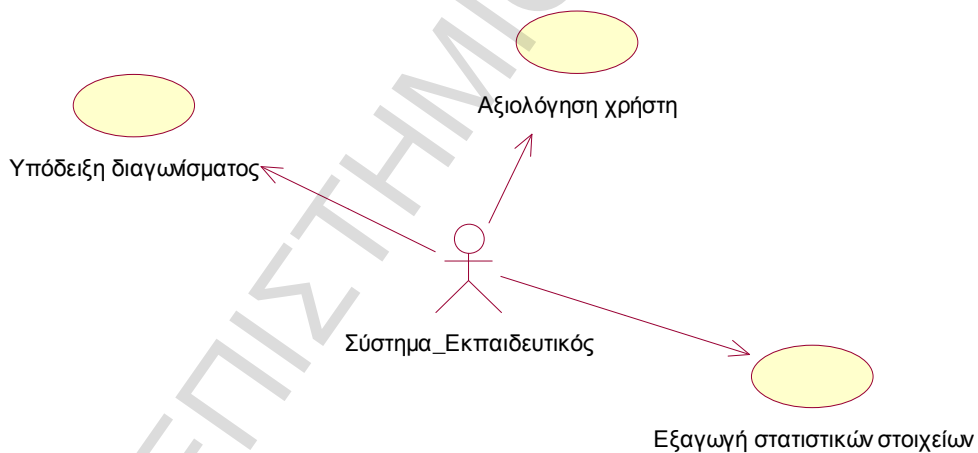 Αξιολόγηση χρήστη
Υπόδειξη διαγωνίσματος
Σύστημα_Εκπαιδευτικός
Εξαγωγή στατιστικών στοιχείων